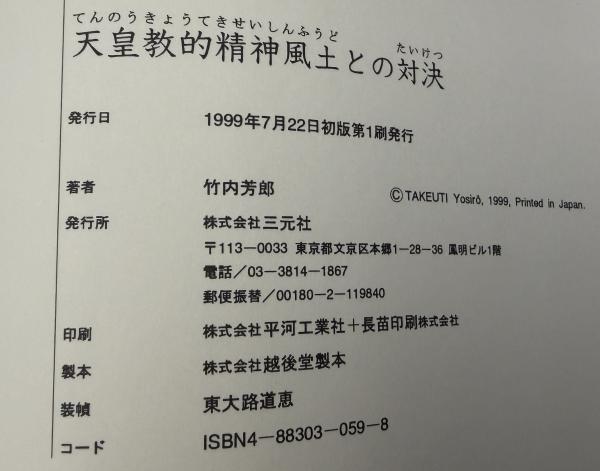 てんのうきょうてきせいしんふうど たいけつ
天皇教的精神風土との対決
発行日 1999年7月22日初版第1刷発行
著者 竹内芳郎 ©TAKEUTI Yosirô, 1999, Printed in Japan.
発行所 株式会社三元社
〒113-0033 東京都文京区本郷1-28-36 鳳明ビル1階
電話/03-3814-1867
郵便振替/00180-2-119840
印刷 株式会社平河工業社+長苗印刷株式会社
製本 株式会社越後堂製本
装幀 東大路道恵
コード ISBN4-88303-059-8